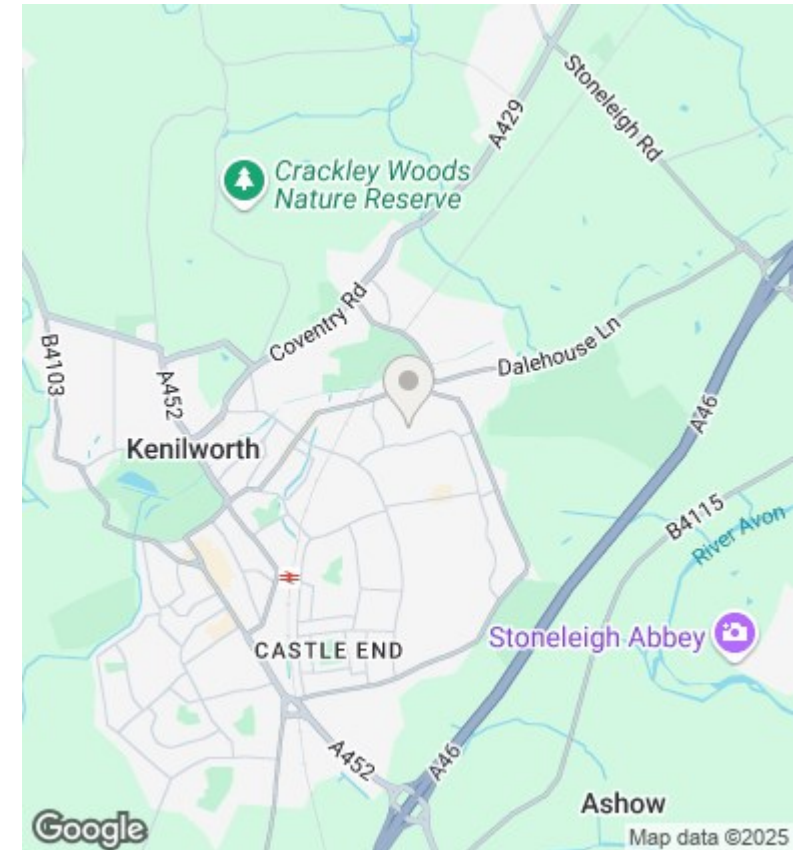 Stoneleigh Rd
A429
Crackley Woods
Nature Reserve
Coventry Rd
Dalehouse Ln
B4103
A452
A46
Kenilworth
B4115
River Avon
Stoneleigh Abbey
CASTLE END
A452
A46
Ashow
Google
Map data ©2025